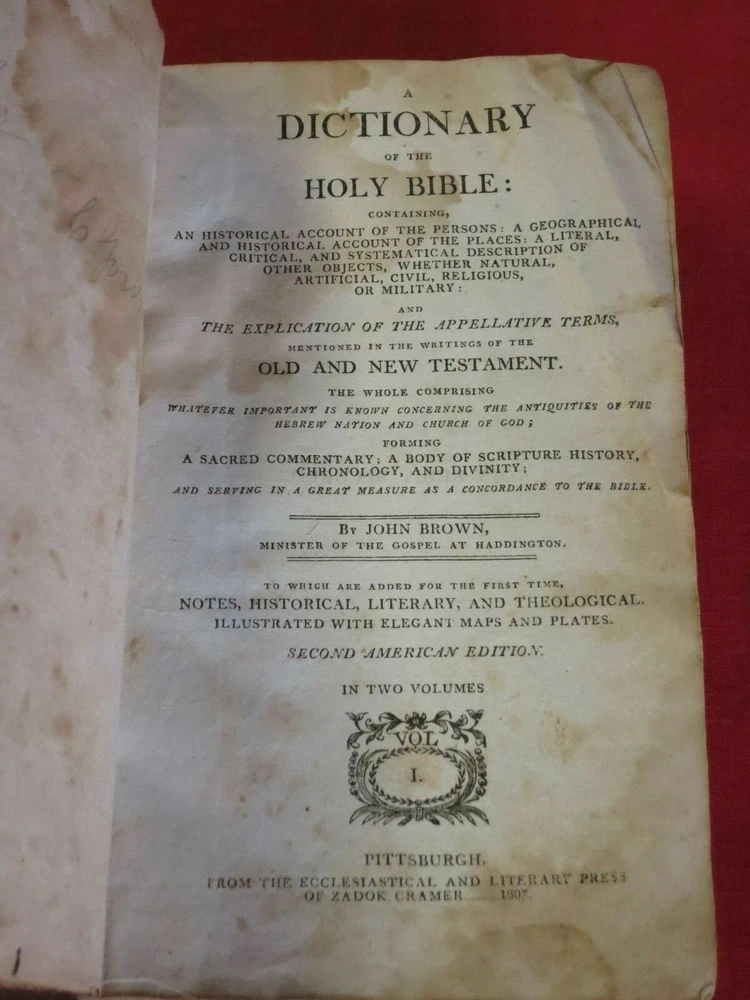 A
DICTIONARY
OF THE
HOLY BIBLE:
CONTAINING,
AN HISTORICAL ACCOUNT OF THE PERSONS: A GEOGRAPHICAL
AND HISTORICAL ACCOUNT OF THE PLACES: A LITERAL,
CRITICAL, AND SYSTEMATICAL DESCRIPTION OF
OTHER OBJECTS, WHETHER NATURAL,
ARTIFICIAL, CIVIL, RELIGIOUS,
OR MILITARY:
AND
THE EXPLICATION OF THE APPELLATIVE TERMS,
MENTIONED IN THE WRITINGS OF THE
OLD AND NEW TESTAMENT.
THE WHOLE COMPRISING
WHATEVER IMPORTANT IS KNOWN CONCERNING THE ANTIQUITIES OF THE
HEBREW NATION AND CHURCH OF GOD;
FORMING
A SACRED COMMENTARY; A BODY OF SCRIPTURE HISTORY,
CHRONOLOGY, AND DIVINITY;
AND SERVING IN A GREAT MEASURE AS A CONCORDANCE TO THE BIBLE.
BY JOHN BROWN,
MINISTER OF THE GOSPEL AT HADDINGTON.
TO WHICH ARE ADDED FOR THE FIRST TIME,
NOTES, HISTORICAL, LITERARY, AND THEOLOGICAL.
ILLUSTRATED WITH ELEGANT MAPS AND PLATES.
SECOND AMERICAN EDITION.
IN TWO VOLUMES
VOL
I.
PITTSBURGH,
FROM THE ECCLESIASTICAL AND LITERARY PRESS
OF ZADOK CRAMER.........1807.